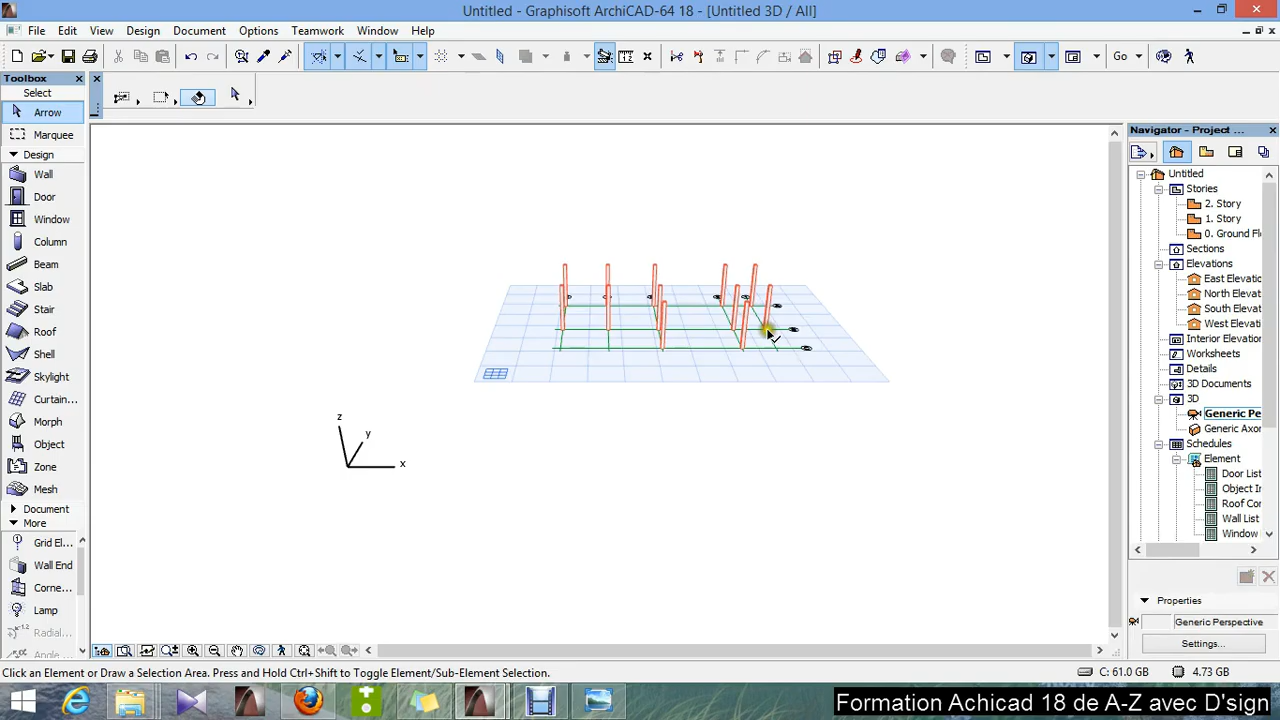 Untitled - Graphisoft ArchiCAD-64 18 - [Untitled 3D / All]
File Edit View Design Document Options Teamwork Window Help
Go
Toolbox
Select
Arrow
Marquee
Design
Wall
Door
Window
Column
Beam
Slab
Stair
Roof
Shell
Skylight
Curtain...
Morph
Object
Zone
Mesh
Document
More
Grid El...
Wall End
Corne...
Lamp
Radial...
Angle
z
y
x
Navigator - Project ...
Untitled
Stories
2. Story
1. Story
0. Ground Fl
Sections
Elevations
East Elevatio
North Elevat
South Elevat
West Elevati
Interior Elevation
Worksheets
Details
3D Documents
3D
Generic Pe
Generic Axor
Schedules
Element
Door List
Object In
Roof Cor
Wall List
Window
Properties
Generic Perspective
Settings...
Click an Element or Draw a Selection Area. Press and Hold Ctrl+Shift to Toggle Element/Sub-Element Selection.
C: 61.0 GB
4.73 GB
Formation Achicad 18 de A-Z avec D'sign